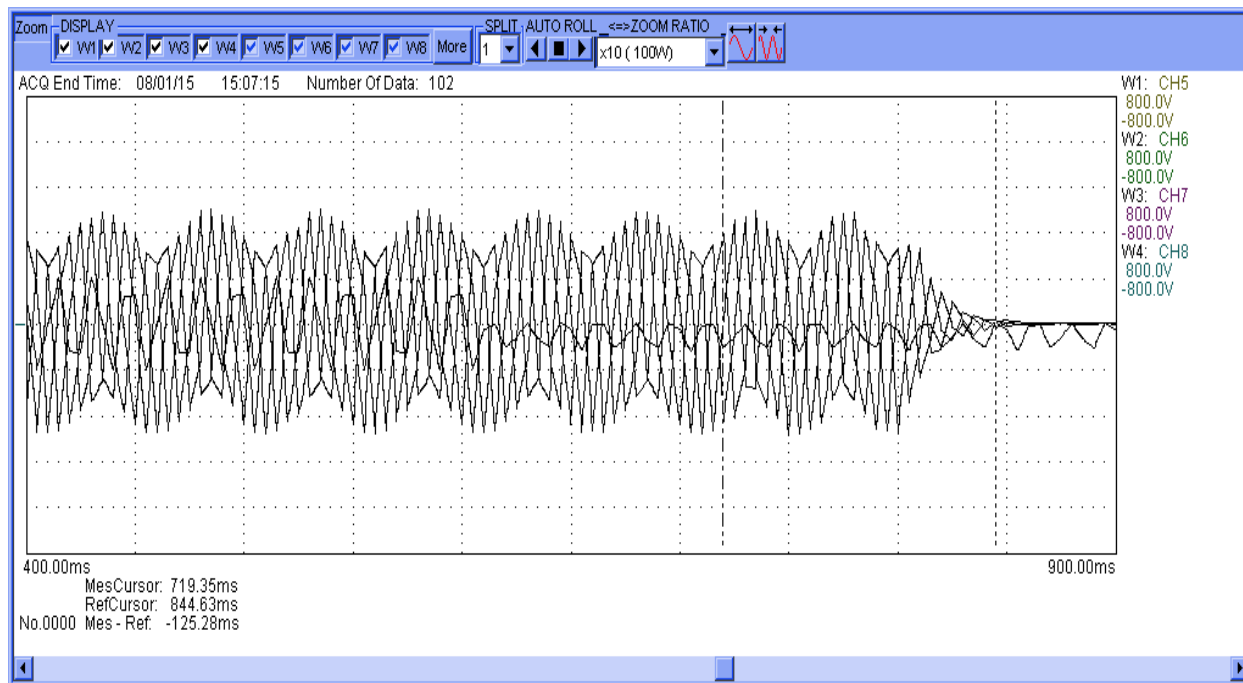 Zoom DISPLAY SPLIT AUTO ROLL <=>ZOOM RATIO
W1 W2 W3 W4 W5 W6 W7 W8 More 1 x10 ( 100W)
ACQ End Time: 08/01/15 15:07:15 Number Of Data: 102
W1: CH5
800.0V
-800.0V
W2: CH6
800.0V
-800.0V
W3: CH7
800.0V
-800.0V
W4: CH8
800.0V
-800.0V
400.00ms 900.00ms
MesCursor: 719.35ms
RefCursor: 844.63ms
No.0000 Mes - Ref: -125.28ms